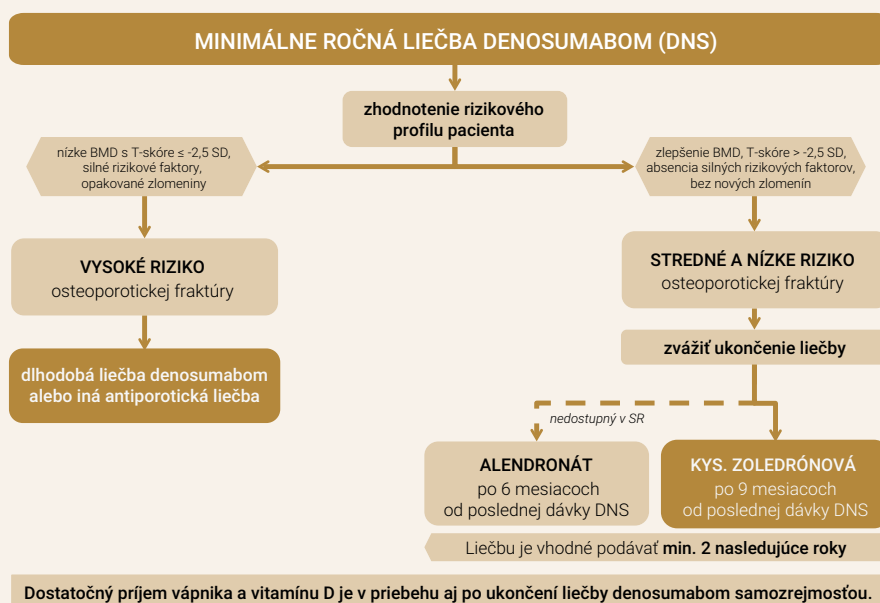 MINIMÁLNE ROČNÁ LIEČBA DENOSUMABOM (DNS)
zhodnotenie rizikového
profilu pacienta
nízke BMD s T-skóre ≤ -2,5 SD,
silné rizikové faktory,
opakované zlomeniny
zlepšenie BMD, T-skóre > -2,5 SD,
absencia silných rizikových faktorov,
bez nových zlomenín
VYSOKÉ RIZIKO
osteoporotickej fraktúry
STREDNÉ A NÍZKE RIZIKO
osteoporotickej fraktúry
dlhodobá liečba denosumabom
alebo iná antiporotická liečba
zvážiť ukončenie liečby
nedostupný v SR
ALENDRONÁT
po 6 mesiacoch
od poslednej dávky DNS
KYS. ZOLEDRÓNOVÁ
po 9 mesiacoch
od poslednej dávky DNS
Liečbu je vhodné podávať min. 2 nasledujúce roky
Dostatočný príjem vápnika a vitamínu D je v priebehu aj po ukončení liečby denosumabom samozrejmosťou.